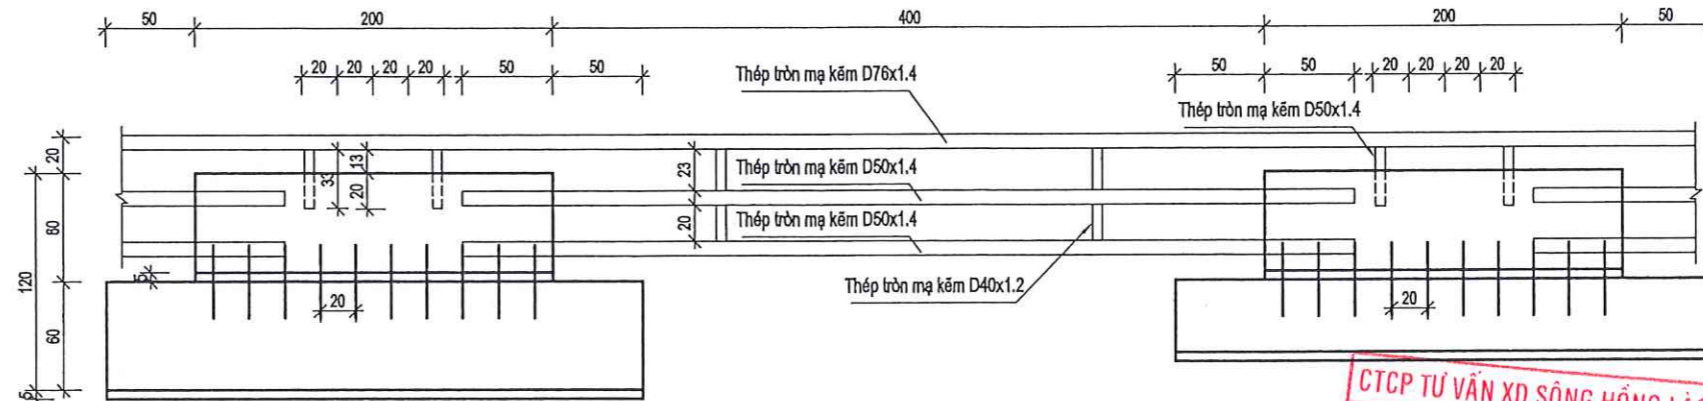 50 200 400 200 50
20 20 20 20 50 50
50 50 20 20 20 20
Thép tròn mạ kẽm D76x1.4
Thép tròn mạ kẽm D50x1.4
20
13
33
20
23
Thép tròn mạ kẽm D50x1.4
20
Thép tròn mạ kẽm D50x1.4
60
120
5
20
Thép tròn mạ kẽm D40x1.2
20
60
5
CTCP TƯ VẤN XD SÔNG HỒNG